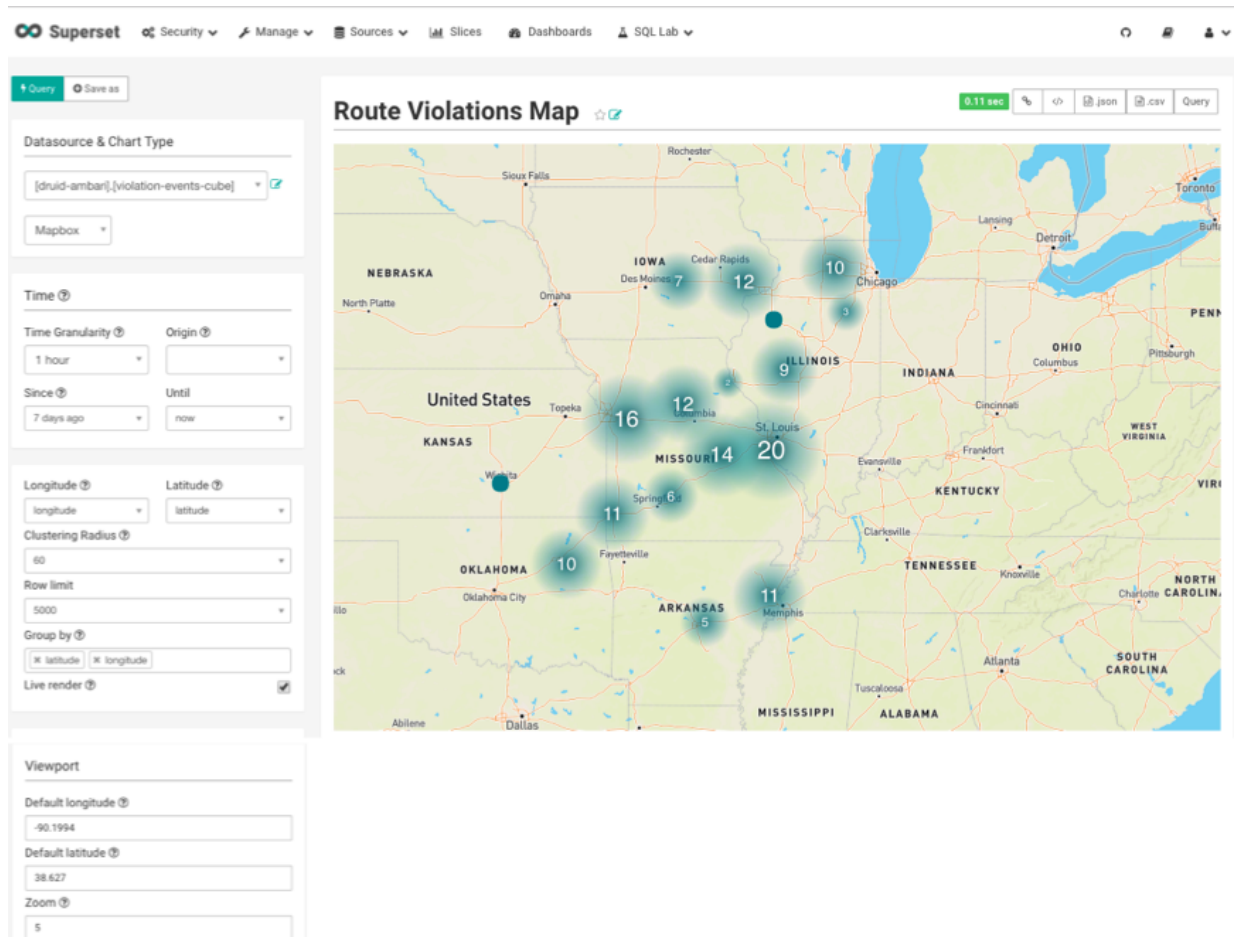 Superset Security Manage Sources Slices Dashboards SQL Lab
Query Save as
Datasource & Chart Type
[druid-ambari].[violation-events-cube]
Mapbox
Time
Time Granularity Origin
1 hour
Since Until
7 days ago now
Longitude Latitude
longitude latitude
Clustering Radius
60
Row limit
5000
Group by
latitude longitude
Live render
Viewport
Default longitude
-90.1994
Default latitude
38.627
Zoom
5
Route Violations Map
0.11 sec </> .json .csv Query
Rochester
Sioux Falls
Toronto
Lansing
Detroit
IOWA Cedar Rapids 10
NEBRASKA Des Moines 7 12 Chicago
North Platte Omaha
3
PENN
OHIO
ILLINOIS Columbus Pittsburgh
9 INDIANA
2
United States Topeka 16 12 Cincinnati
St. Louis WEST
VIRGINIA
KANSAS MISSOURI 14 20 Frankfort
Evansville
Wichita
6 KENTUCKY
11
Clarksville
Fayetteville
10 TENNESSEE
OKLAHOMA Knoxville
NORTH
Oklahoma City 11 Charlotte CAROLIN
ARKANSAS Memphis
5
Atlanta SOUTH
CAROLINA
Tuscaloosa
MISSISSIPPI ALABAMA
Abilene Dallas